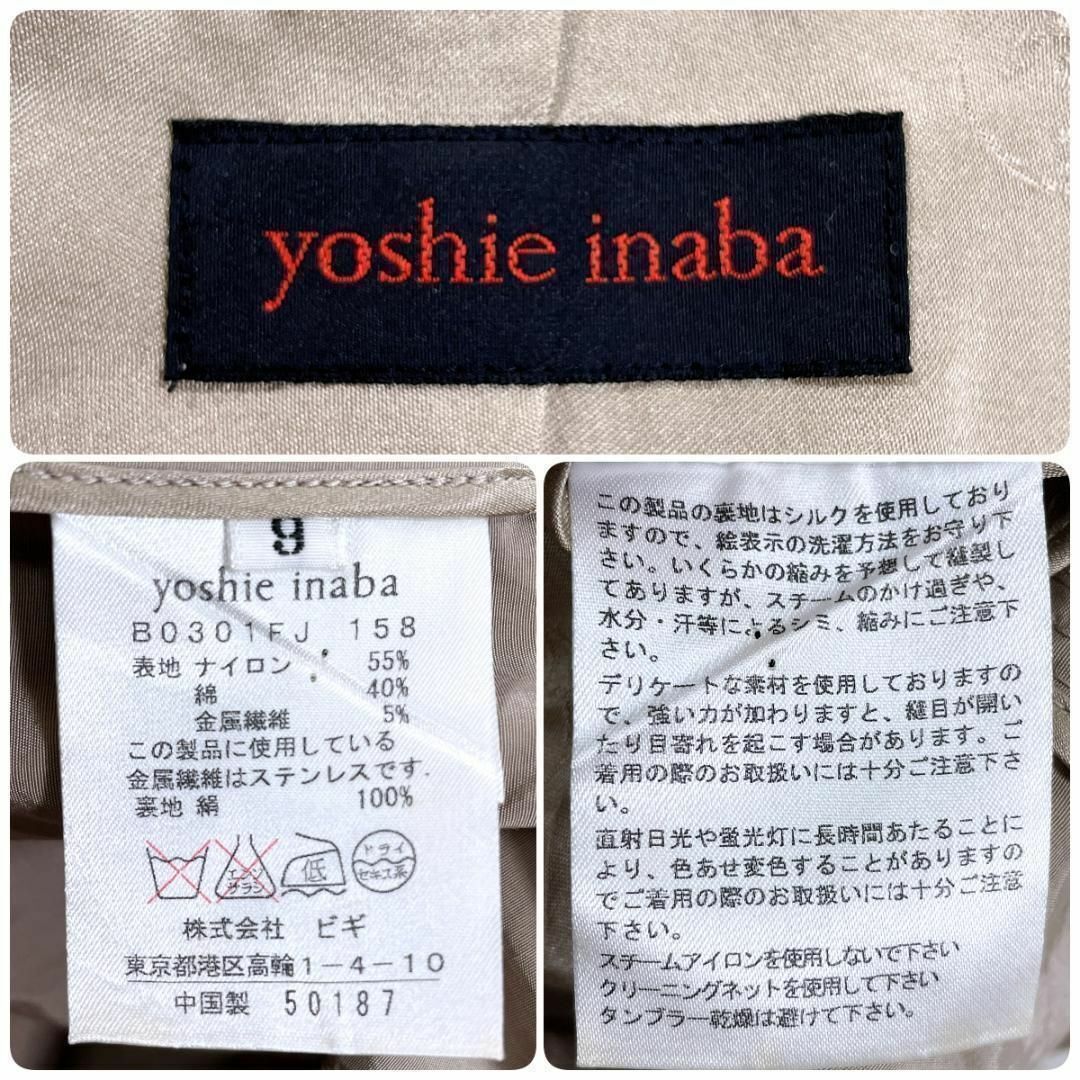 yoshie inaba
9
yoshie inaba
B0301FJ 158
表地 ナイロン 55%
綿 40%
金属繊維 5%
この製品に使用している
金属繊維はステンレスです.
裏地 絹 100%
エンソ サラシ
低
ドライ
セキユ系
株式会社 ビギ
東京都港区高輪1-4-10
中国製 50187
この製品の裏地はシルクを使用しており
ますので、絵表示の洗濯方法をお守り下
さい。いくらかの縮みを予想して縫製し
てありますが、スチームのかけ過ぎや、
水分・汗等によるシミ、縮みにご注意下
さい。
デリケートな素材を使用しておりますの
で、強い力が加わりますと、縫目が開い
たり目寄れを起こす場合があります。ご
着用の際のお取扱いには十分ご注意下さ
い。
直射日光や蛍光灯に長時間あたることに
より、色あせ変色することがありますの
でご着用の際のお取扱いには十分ご注意
下さい。
スチームアイロンを使用しないで下さい
クリーニングネットを使用して下さい
タンブラー乾燥は避けて下さい。